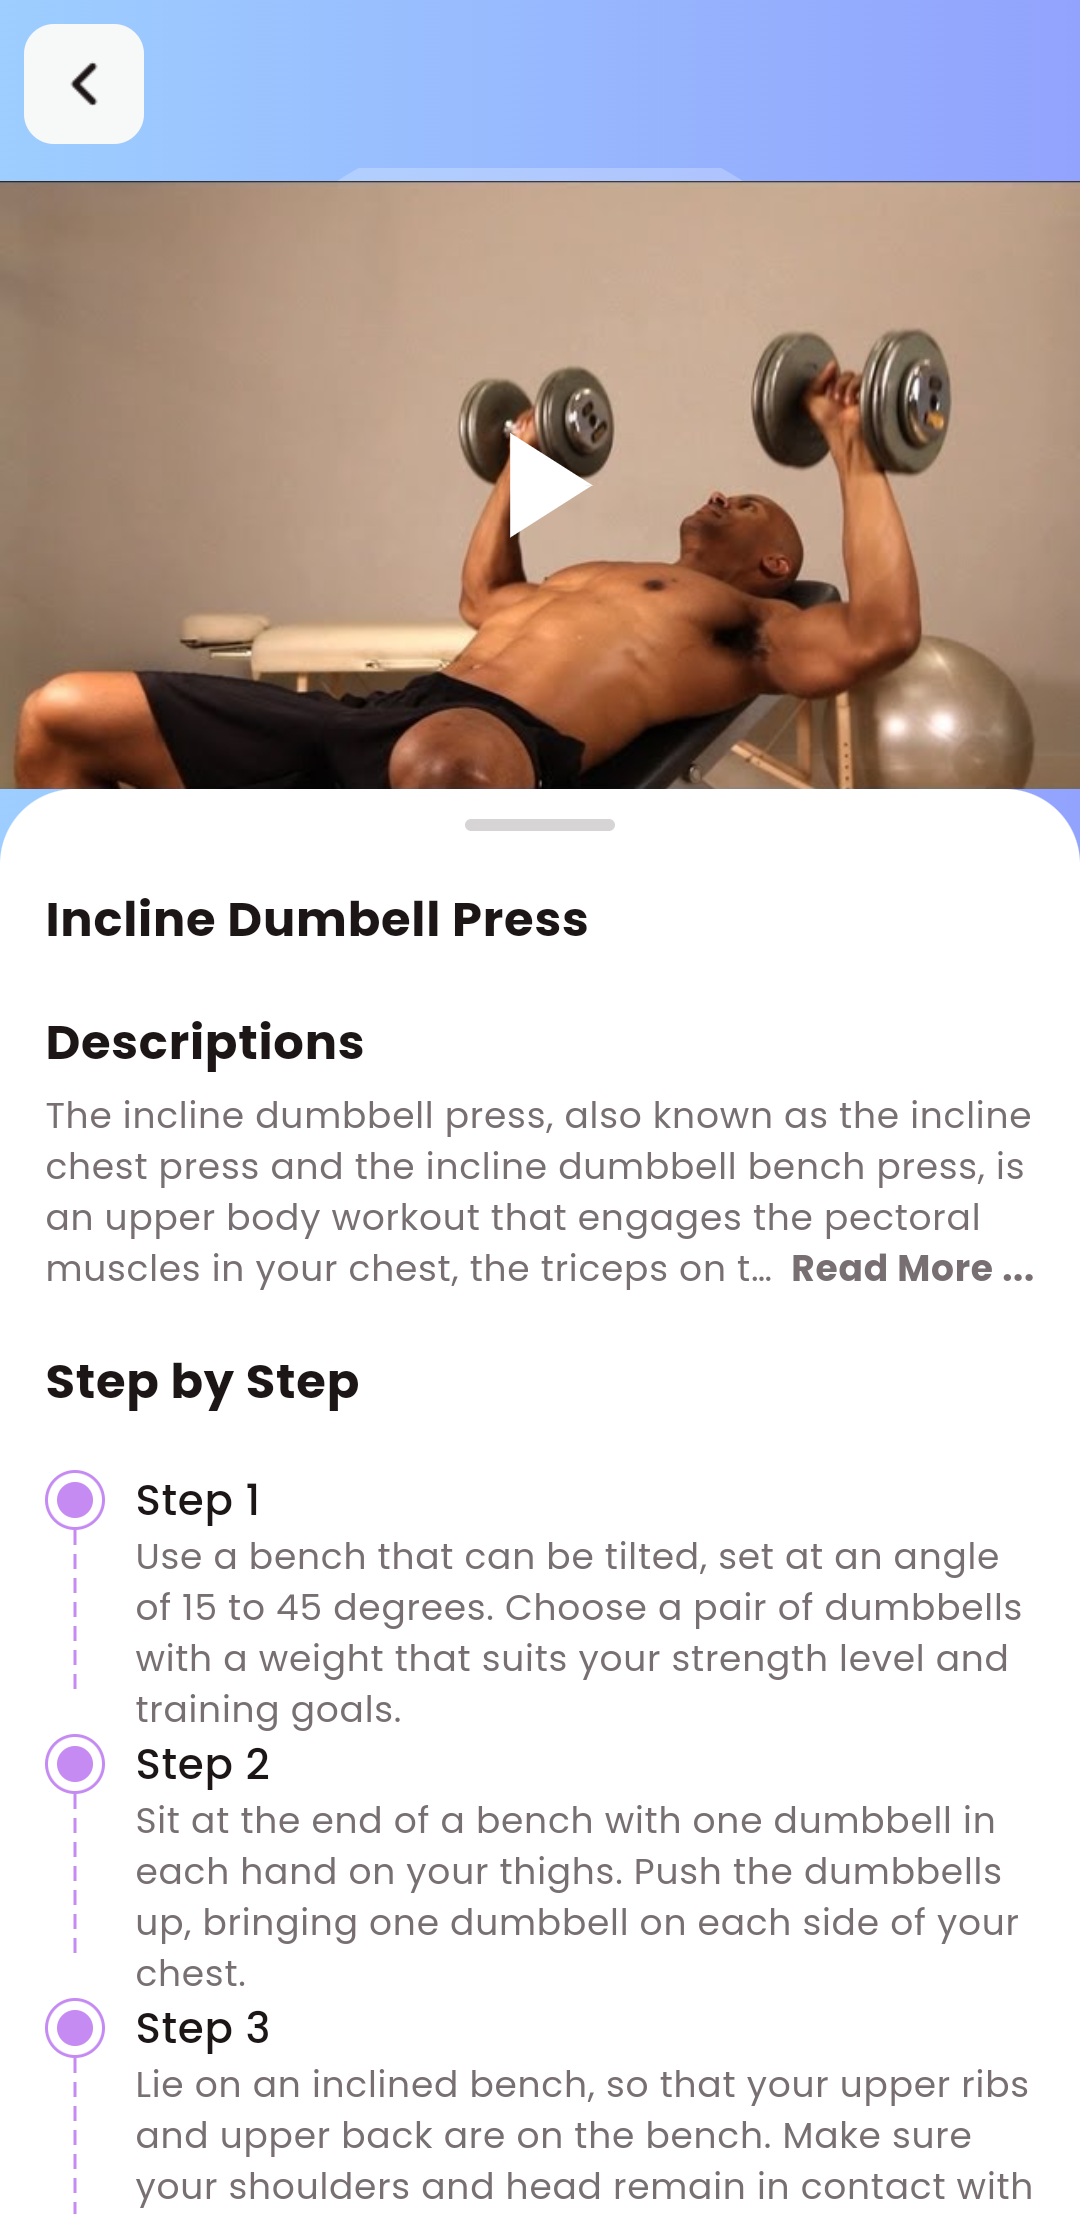 Incline Dumbell Press
Descriptions
The incline dumbbell press, also known as the incline
chest press and the incline dumbbell bench press, is
an upper body workout that engages the pectoral
muscles in your chest, the triceps on t... Read More ...
Step by Step
Step 1
Use a bench that can be tilted, set at an angle
of 15 to 45 degrees. Choose a pair of dumbbells
with a weight that suits your strength level and
training goals.
Step 2
Sit at the end of a bench with one dumbbell in
each hand on your thighs. Push the dumbbells
up, bringing one dumbbell on each side of your
chest.
Step 3
Lie on an inclined bench, so that your upper ribs
and upper back are on the bench. Make sure
your shoulders and head remain in contact with